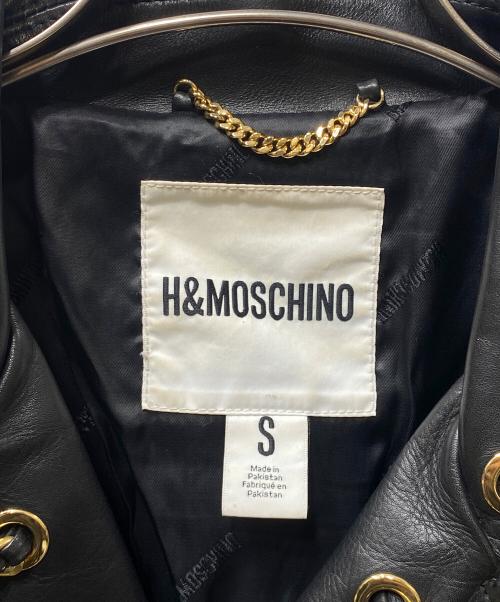 H&MOSCHINO
S
Made in
Pakistan
Fabriqué en
Pakistan